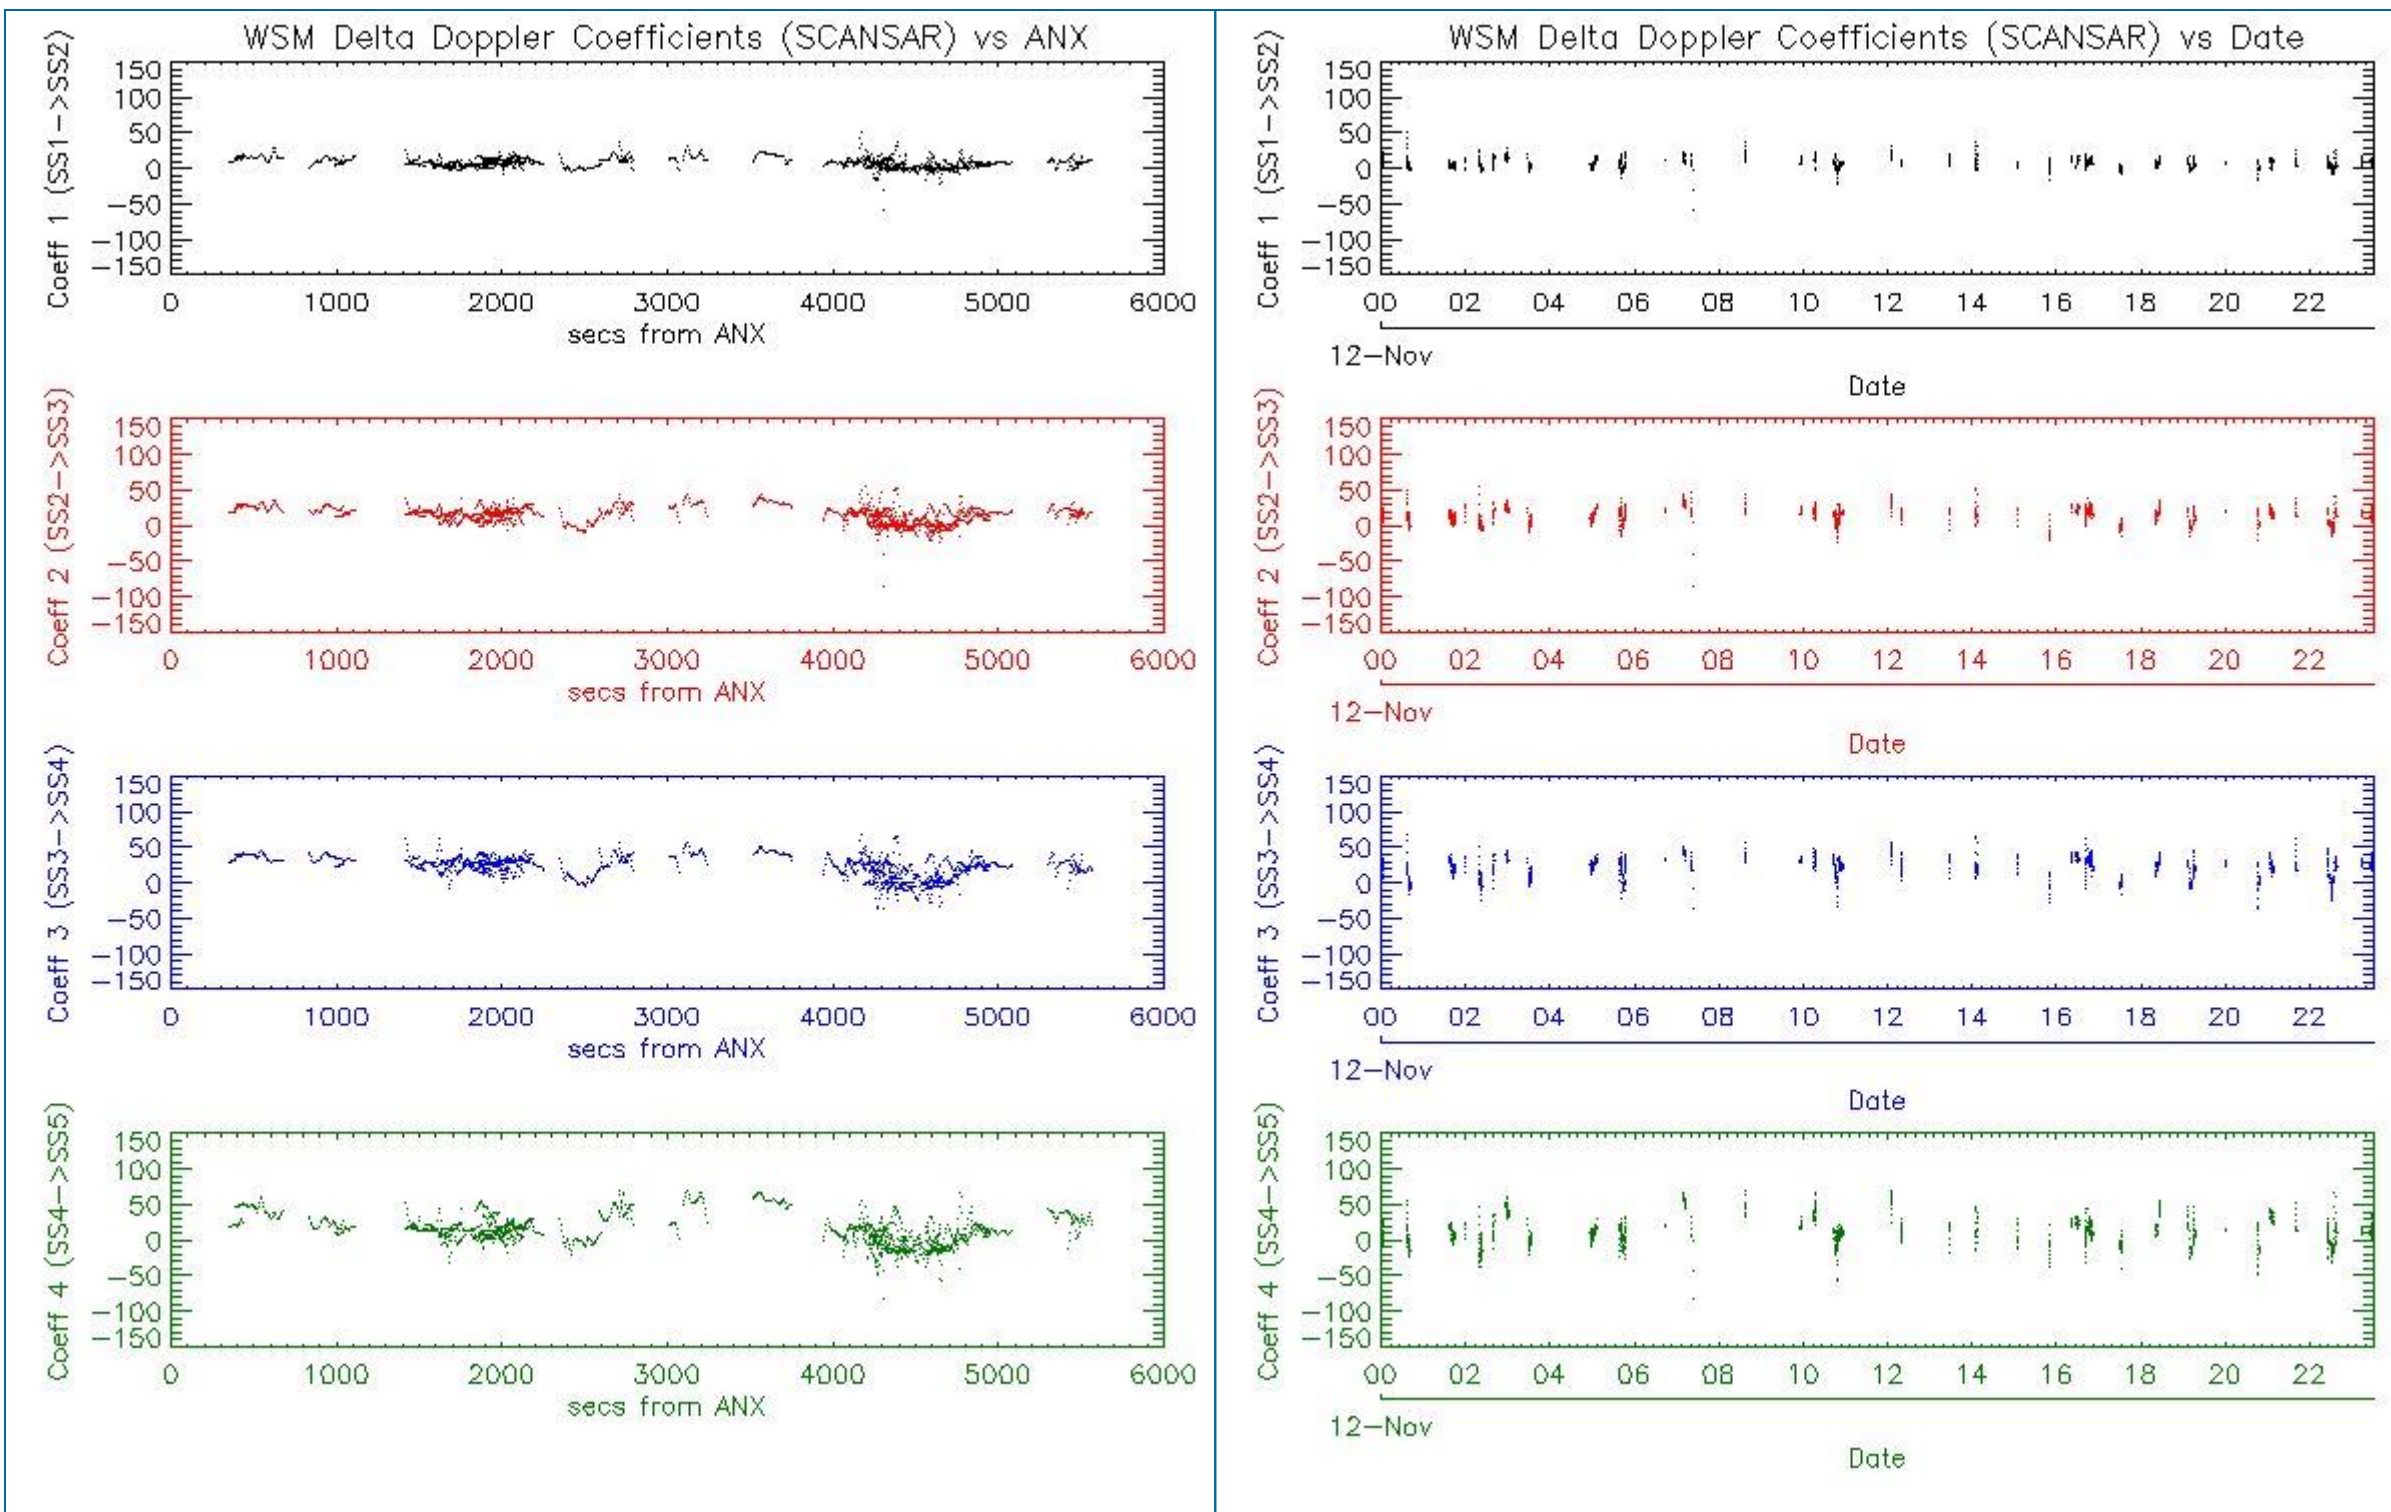 WSM Delta Doppler Coefficients (SCANSAR) vs ANX
Coeff 1 (SS1->SS2)
150
100
50
0
-50
-100
-150
0 1000 2000 3000 4000 5000 6000
secs from ANX
Coeff 2 (SS2->SS3)
150
100
50
0
-50
-100
-150
0 1000 2000 3000 4000 5000 6000
secs from ANX
Coeff 3 (SS3->SS4)
150
100
50
0
-50
-100
-150
0 1000 2000 3000 4000 5000 6000
secs from ANX
Coeff 4 (SS4->SS5)
150
100
50
0
-50
-100
-150
0 1000 2000 3000 4000 5000 6000
secs from ANX
WSM Delta Doppler Coefficients (SCANSAR) vs Date
Coeff 1 (SS1->SS2)
150
100
50
0
-50
-100
-150
00 02 04 06 08 10 12 14 16 18 20 22
12-Nov
Date
Coeff 2 (SS2->SS3)
150
100
50
0
-50
-100
-150
00 02 04 06 08 10 12 14 16 18 20 22
12-Nov
Date
Coeff 3 (SS3->SS4)
150
100
50
0
-50
-100
-150
00 02 04 06 08 10 12 14 16 18 20 22
12-Nov
Date
Coeff 4 (SS4->SS5)
150
100
50
0
-50
-100
-150
00 02 04 06 08 10 12 14 16 18 20 22
12-Nov
Date